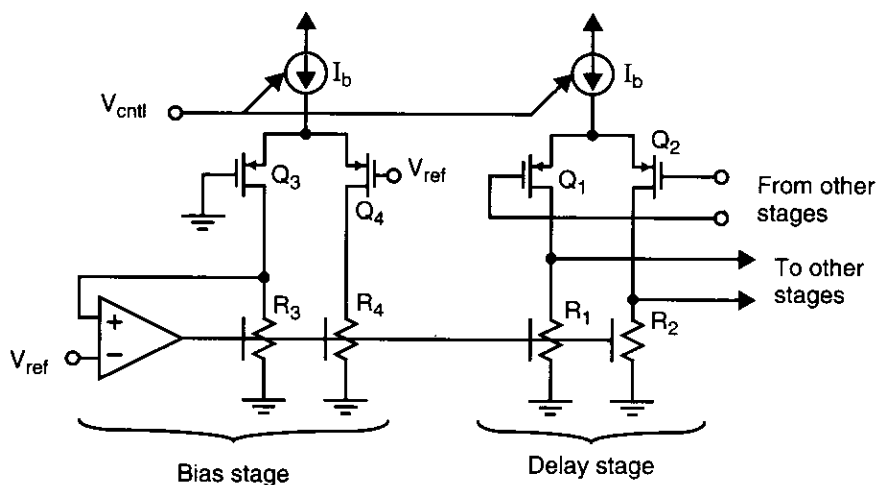 I_b
I_b
V_cntl
Q_3
V_ref
Q_4
Q_1
Q_2
From other
stages
To other
stages
+
−
V_ref
R_3
R_4
R_1
R_2
Bias stage
Delay stage